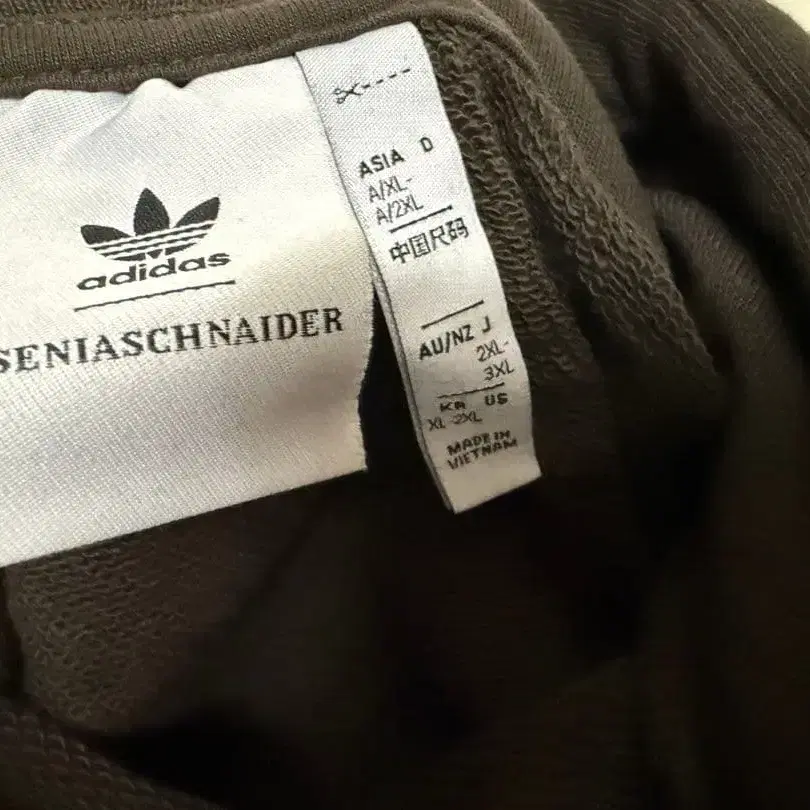 adidas
SENIASCHNAIDER
ASIA D
A/XL-
A/2XL
中国尺码
AU/NZ J
2XL-
3XL
KR US
XL-2XL
MADE IN
VIETNAM